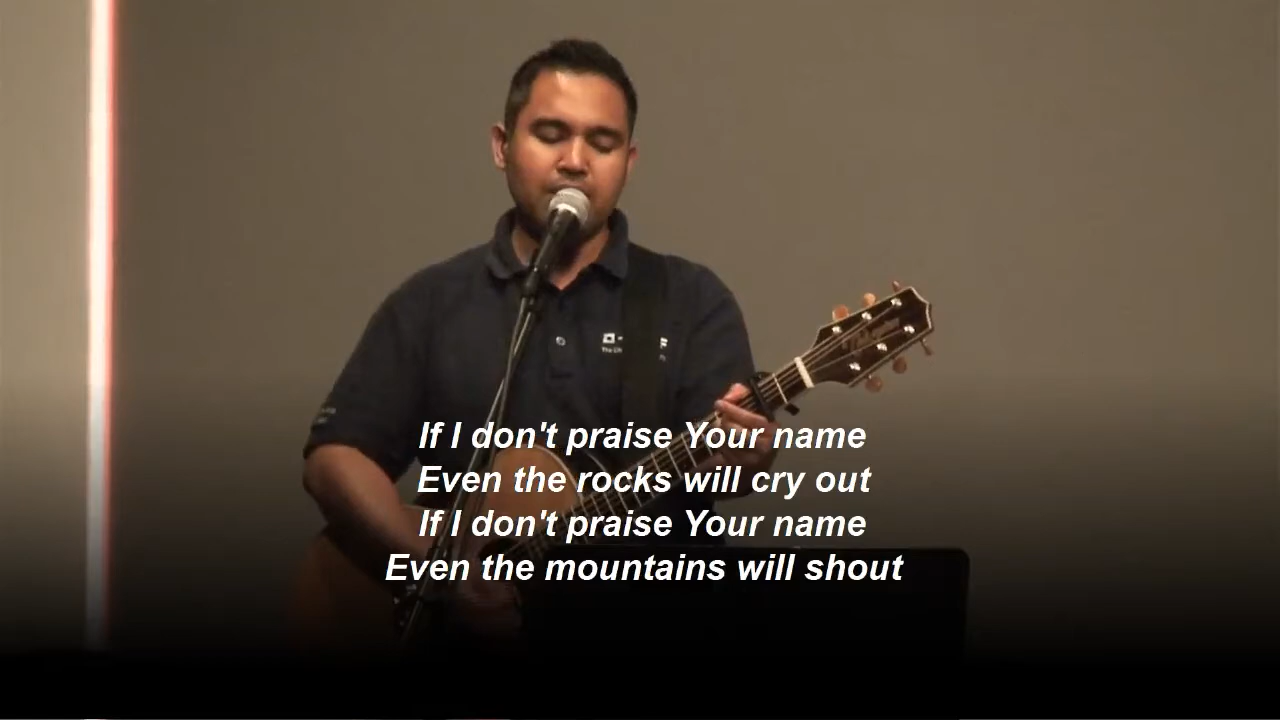 If I don't praise Your name
Even the rocks will cry out
If I don't praise Your name
Even the mountains will shout